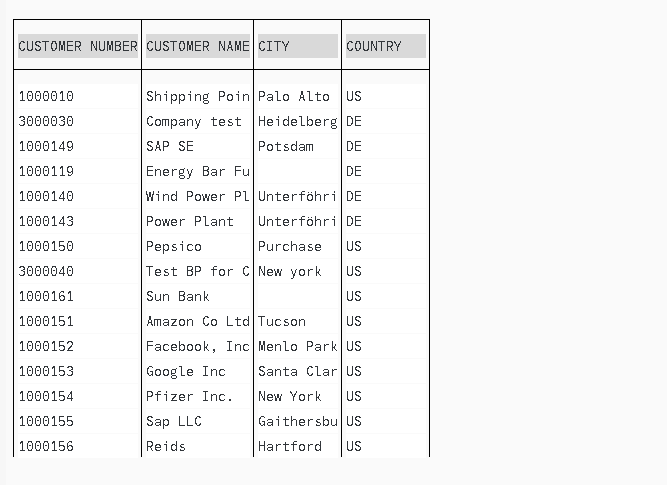 CUSTOMER NUMBER CUSTOMER NAME CITY COUNTRY
1000010 Shipping Poin Palo Alto US
3000030 Company test Heidelberg DE
1000149 SAP SE Potsdam DE
1000119 Energy Bar Fu DE
1000140 Wind Power Pl Unterföhri DE
1000143 Power Plant Unterföhri DE
1000150 Pepsico Purchase US
3000040 Test BP for C New york US
1000161 Sun Bank US
1000151 Amazon Co Ltd Tucson US
1000152 Facebook, Inc Menlo Park US
1000153 Google Inc Santa Clar US
1000154 Pfizer Inc. New York US
1000155 Sap LLC Gaithersbu US
1000156 Reids Hartford US